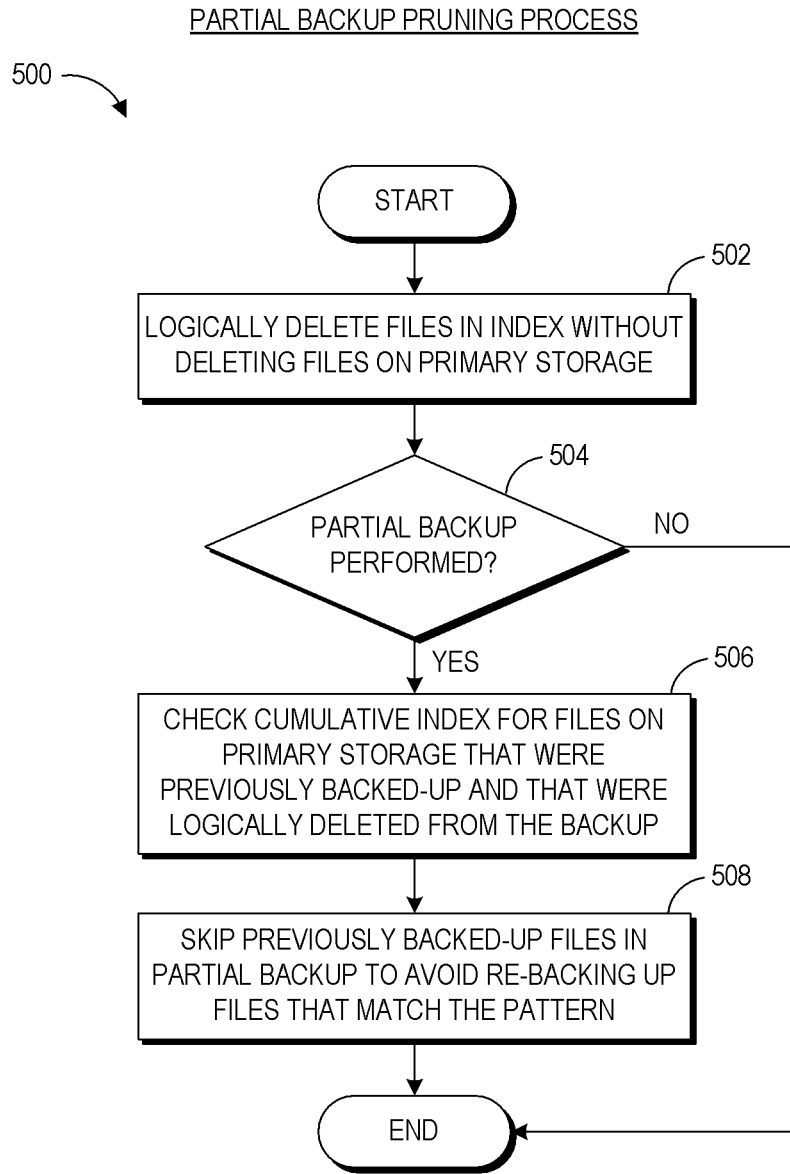 PARTIAL BACKUP PRUNING PROCESS
500
START
502
LOGICALLY DELETE FILES IN INDEX WITHOUT
DELETING FILES ON PRIMARY STORAGE
504
PARTIAL BACKUP
PERFORMED?
NO
YES
506
CHECK CUMULATIVE INDEX FOR FILES ON
PRIMARY STORAGE THAT WERE
PREVIOUSLY BACKED-UP AND THAT WERE
LOGICALLY DELETED FROM THE BACKUP
508
SKIP PREVIOUSLY BACKED-UP FILES IN
PARTIAL BACKUP TO AVOID RE-BACKING UP
FILES THAT MATCH THE PATTERN
END